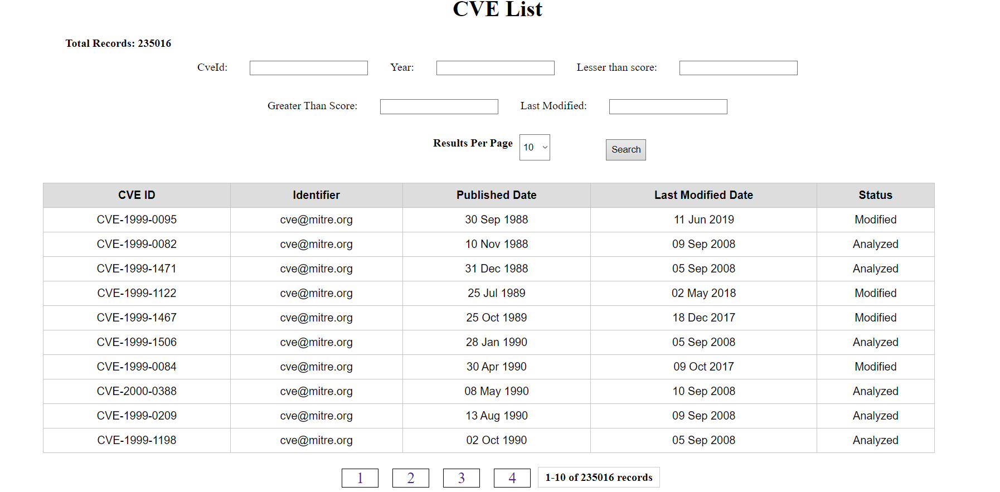 CVE List
Total Records: 235016
CveId: Year: Lesser than score:
Greater Than Score: Last Modified:
Results Per Page 10 Search
CVE ID Identifier Published Date Last Modified Date Status
CVE-1999-0095 cve@mitre.org 30 Sep 1988 11 Jun 2019 Modified
CVE-1999-0082 cve@mitre.org 10 Nov 1988 09 Sep 2008 Analyzed
CVE-1999-1471 cve@mitre.org 31 Dec 1988 05 Sep 2008 Analyzed
CVE-1999-1122 cve@mitre.org 25 Jul 1989 02 May 2018 Modified
CVE-1999-1467 cve@mitre.org 25 Oct 1989 18 Dec 2017 Modified
CVE-1999-1506 cve@mitre.org 28 Jan 1990 05 Sep 2008 Analyzed
CVE-1999-0084 cve@mitre.org 30 Apr 1990 09 Oct 2017 Modified
CVE-2000-0388 cve@mitre.org 08 May 1990 10 Sep 2008 Analyzed
CVE-1999-0209 cve@mitre.org 13 Aug 1990 09 Sep 2008 Analyzed
CVE-1999-1198 cve@mitre.org 02 Oct 1990 05 Sep 2008 Analyzed
1 2 3 4 1-10 of 235016 records